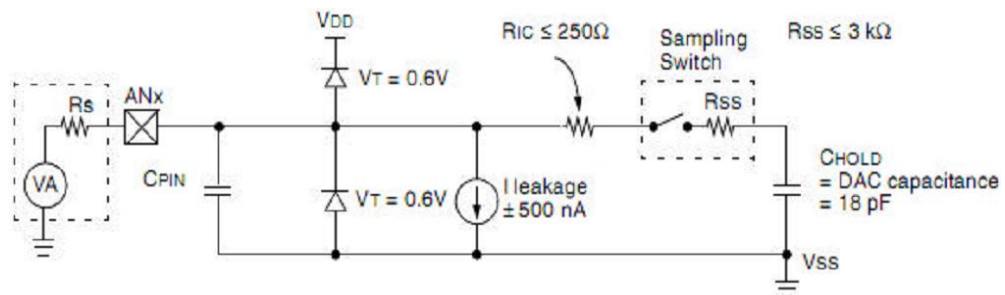 VDD
RIC ≤ 250Ω
Sampling
Switch
RSS ≤ 3 kΩ
VT = 0.6V
Rs
ANx
RSS
VA
CPIN
VT = 0.6V
I leakage
± 500 nA
CHOLD
= DAC capacitance
= 18 pF
VSS